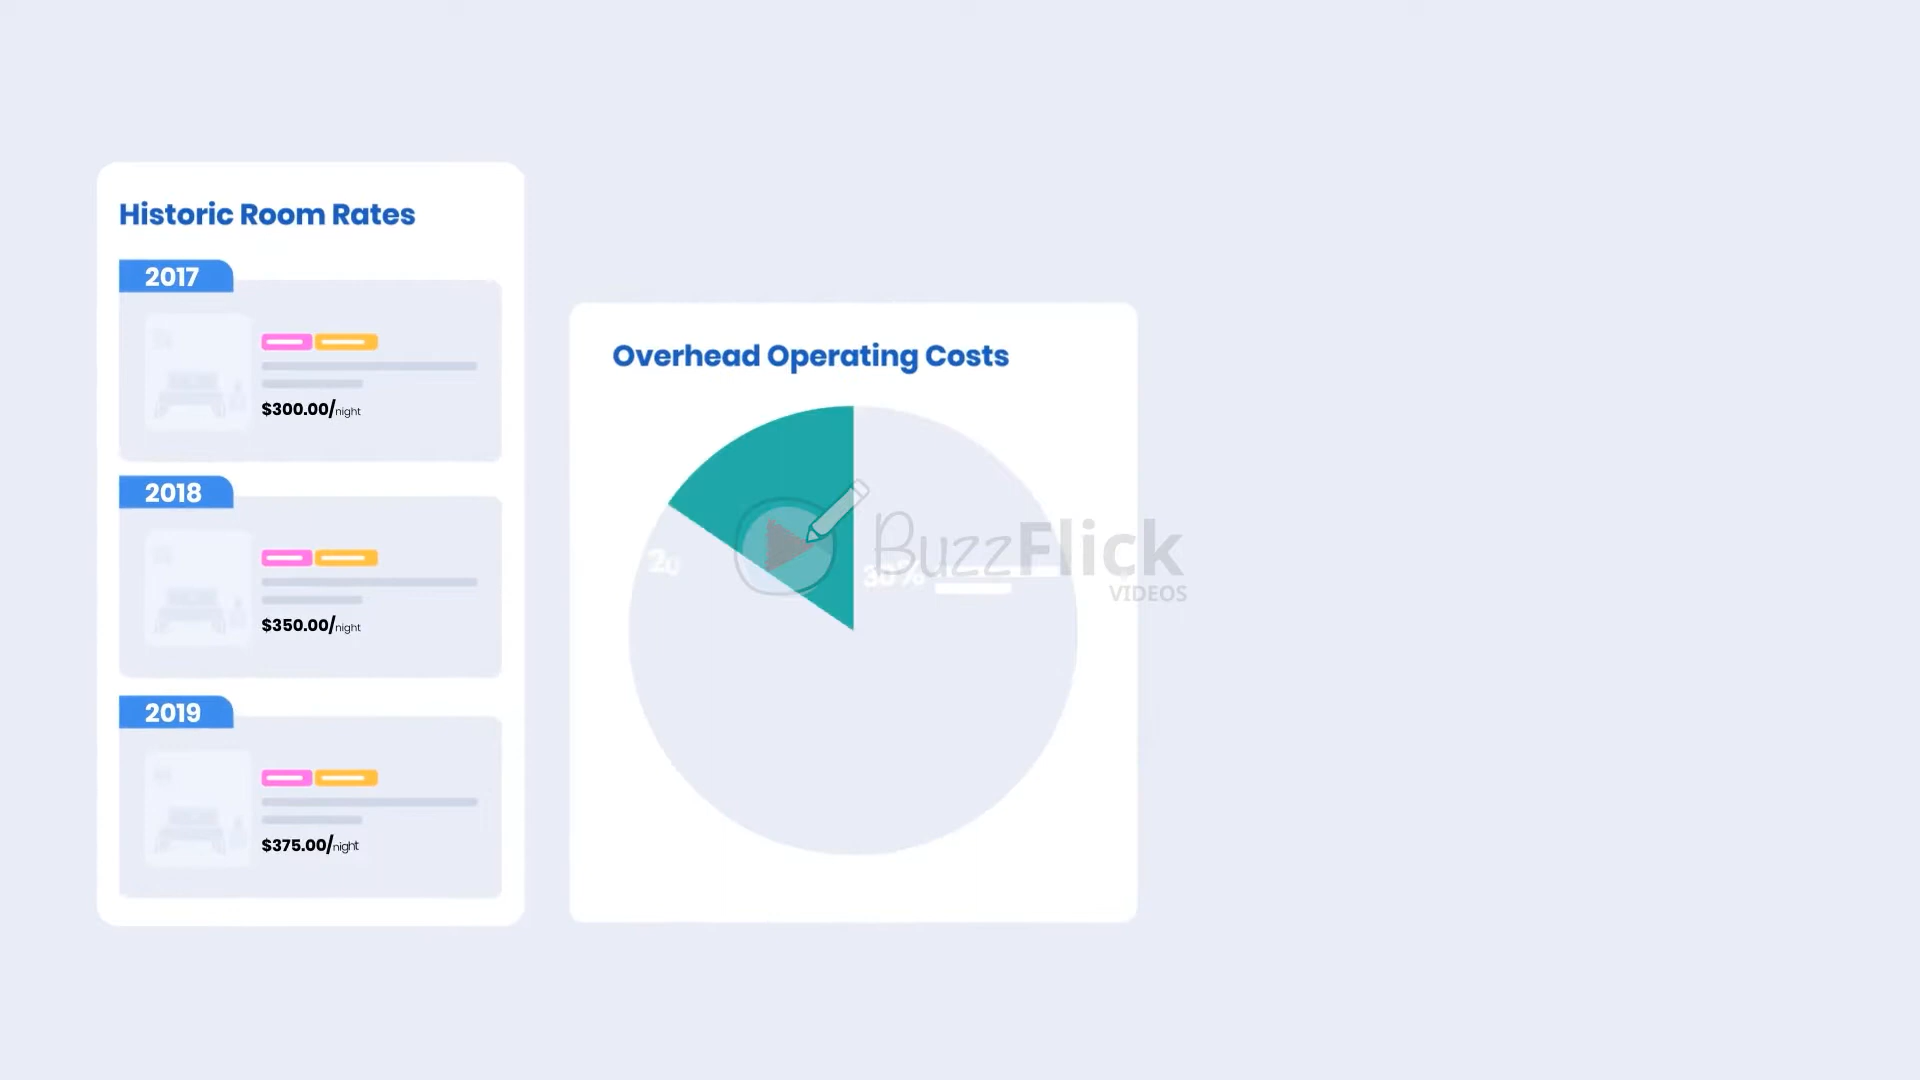 Historic Room Rates
2017
$300.00/night
2018
$350.00/night
2019
$375.00/night
Overhead Operating Costs
30%
BuzzFlick
VIDEOS